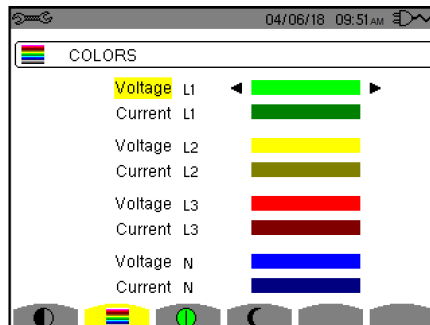 04/06/18 09:51AM
COLORS
Voltage L1
Current L1
Voltage L2
Current L2
Voltage L3
Current L3
Voltage N
Current N